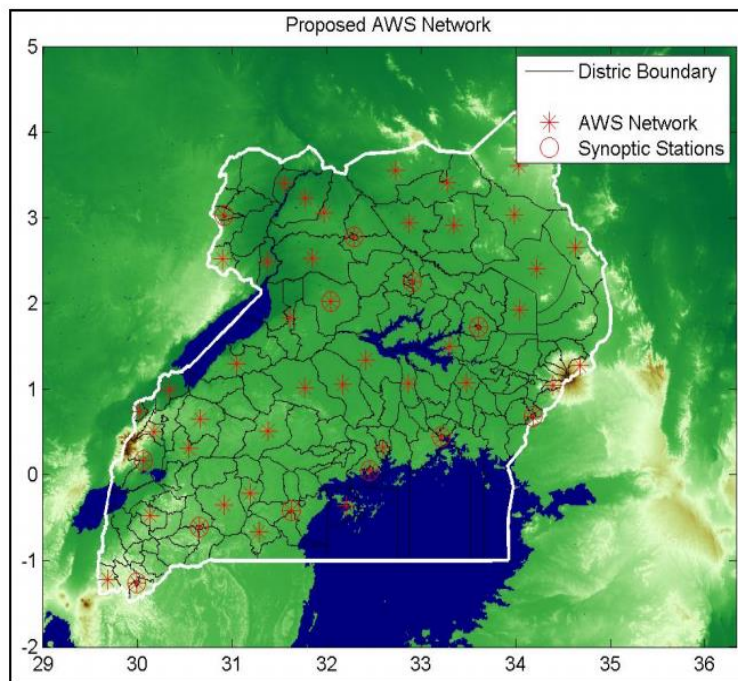 Proposed AWS Network
5
4
3
2
1
0
-1
-2
29 30 31 32 33 34 35 36
Distric Boundary
AWS Network
Synoptic Stations